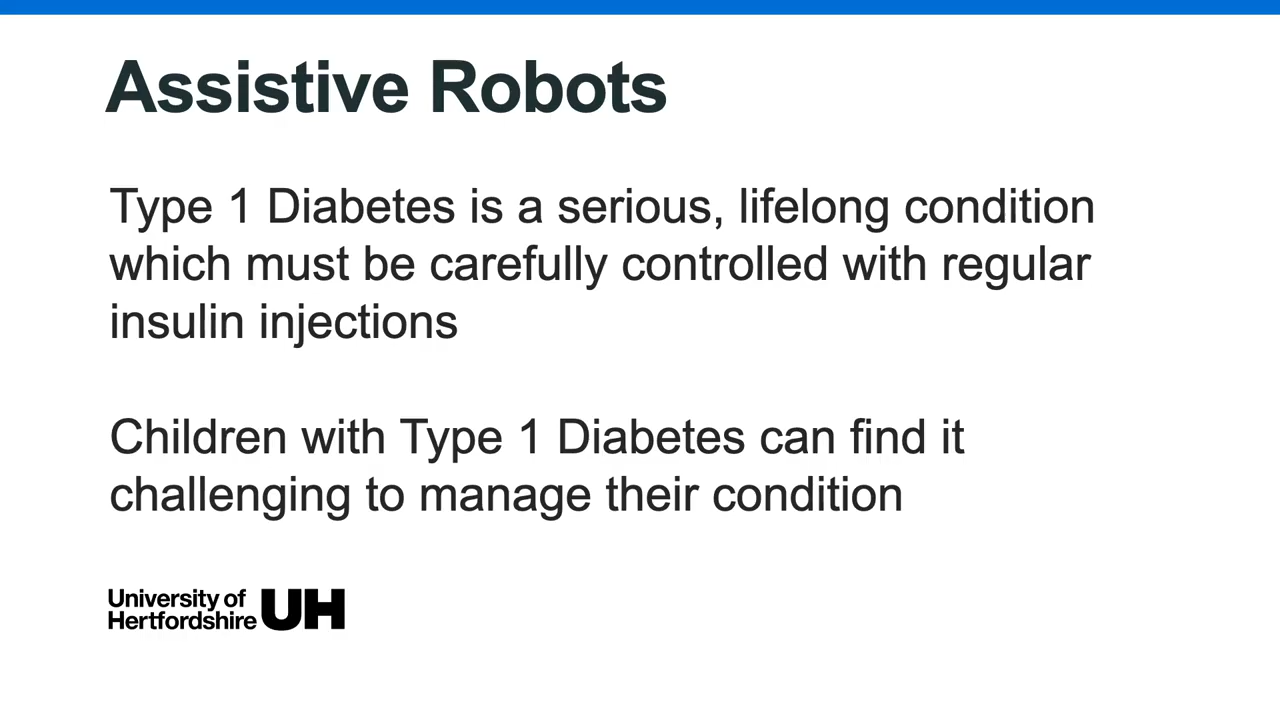 Assistive Robots
Type 1 Diabetes is a serious, lifelong condition
which must be carefully controlled with regular
insulin injections
Children with Type 1 Diabetes can find it
challenging to manage their condition
University of
Hertfordshire UH